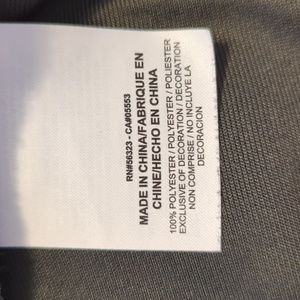 RN#56323 - CA#05553
MADE IN CHINA/FABRIQUE EN
CHINE/HECHO EN CHINA
100% POLYESTER / POLYESTER / POLIESTER
EXCLUSIVE OF DECORATION / DECORATION
NON COMPRISE / NO INCLUYE LA
DECORACION